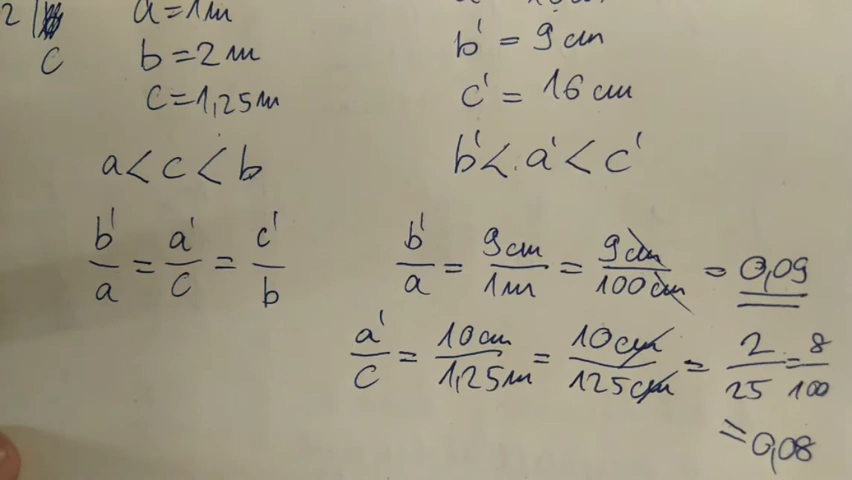 2) a=1m
c b=2m b' = 9cm
c=1,25m c' = 16cm
a<c<b b'<a'<c'
b'/a = a'/c = c'/b b'/a = 9cm/1m = 9cm/100cm = 0,09
a'/c = 10cm/1,25m = 10cm/125cm = 2/25 = 8/100
= 0,08